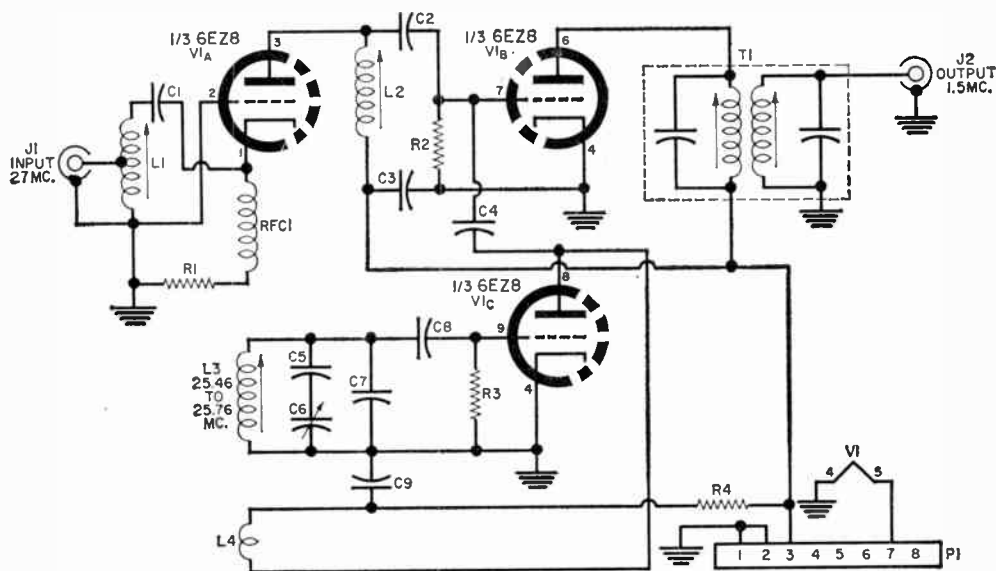 C2
1/3 6EZ8
V1A
3
2
1
C1
L1
J1
INPUT
27 MC.
RFC1
R1
L2
R2
C3
C4
1/3 6EZ8
V1B.
6
7
4
T1
J2
OUTPUT
1.5MC.
1/3 6EZ8
V1C
8
9
4
C8
C5
C6
C7
R3
L3
25.46
TO
25.76
MC.
C9
L4
R4
V1
4
5
1 2 3 4 5 6 7 8
P1